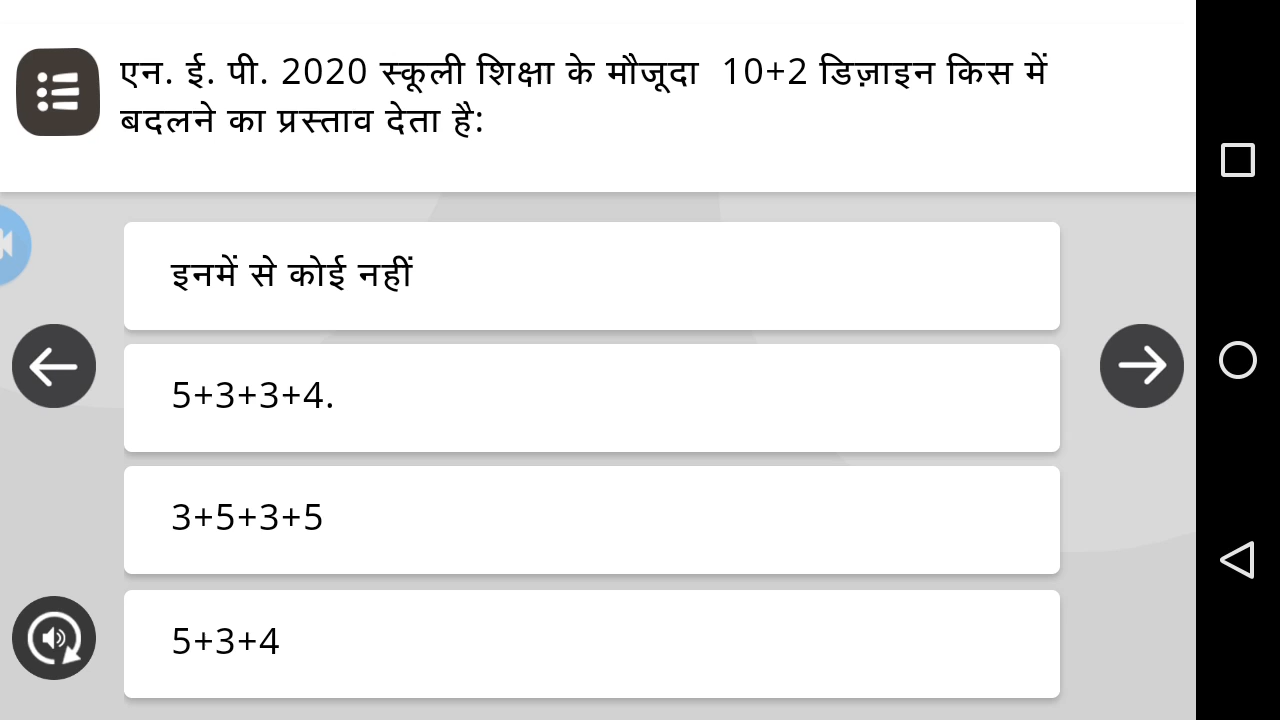 एन. ई. पी. 2020 स्कूली शिक्षा के मौजूदा 10+2 डिज़ाइन किस में
बदलने का प्रस्ताव देता है:
इनमें से कोई नहीं
5+3+3+4.
3+5+3+5
5+3+4